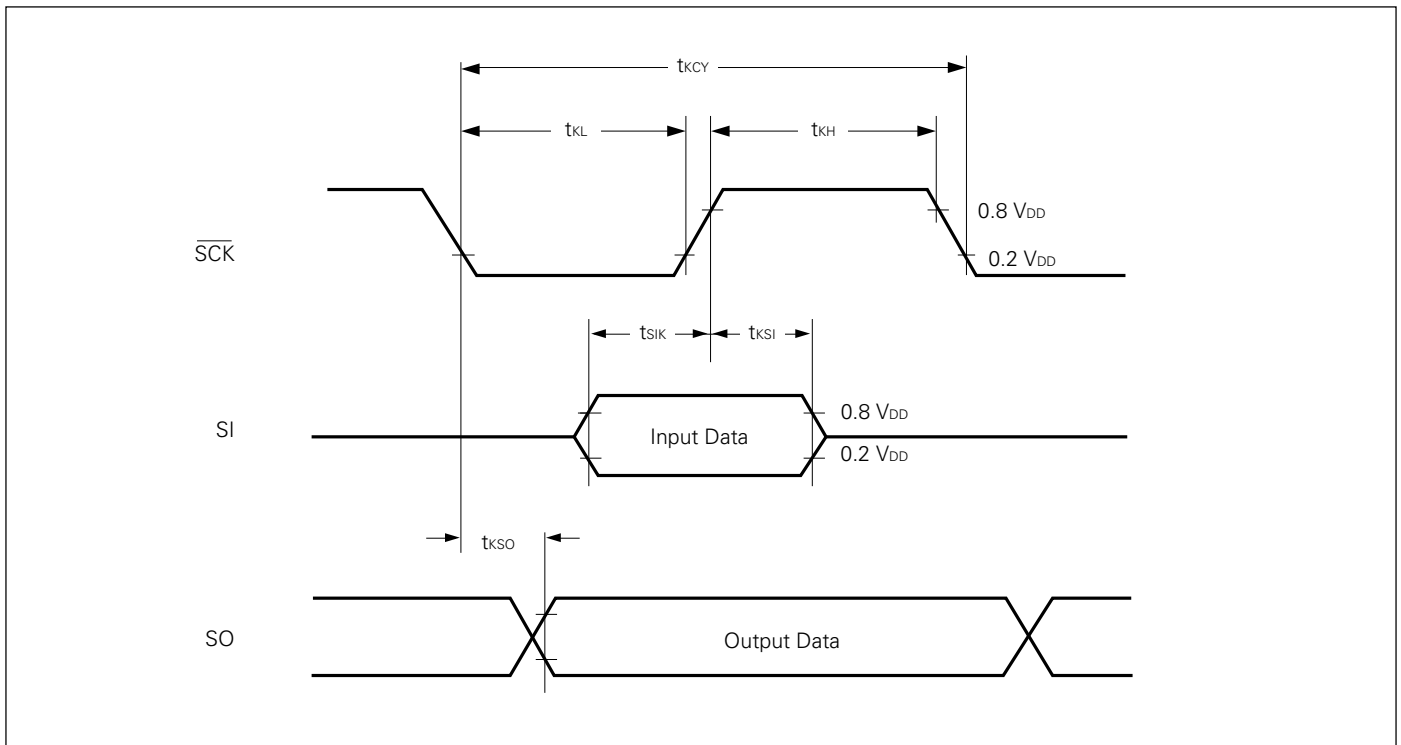 tKCY
tKL
tKH
0.8 VDD
SCK
0.2 VDD
tSIK
tKSI
0.8 VDD
SI
Input Data
0.2 VDD
tKSO
SO
Output Data